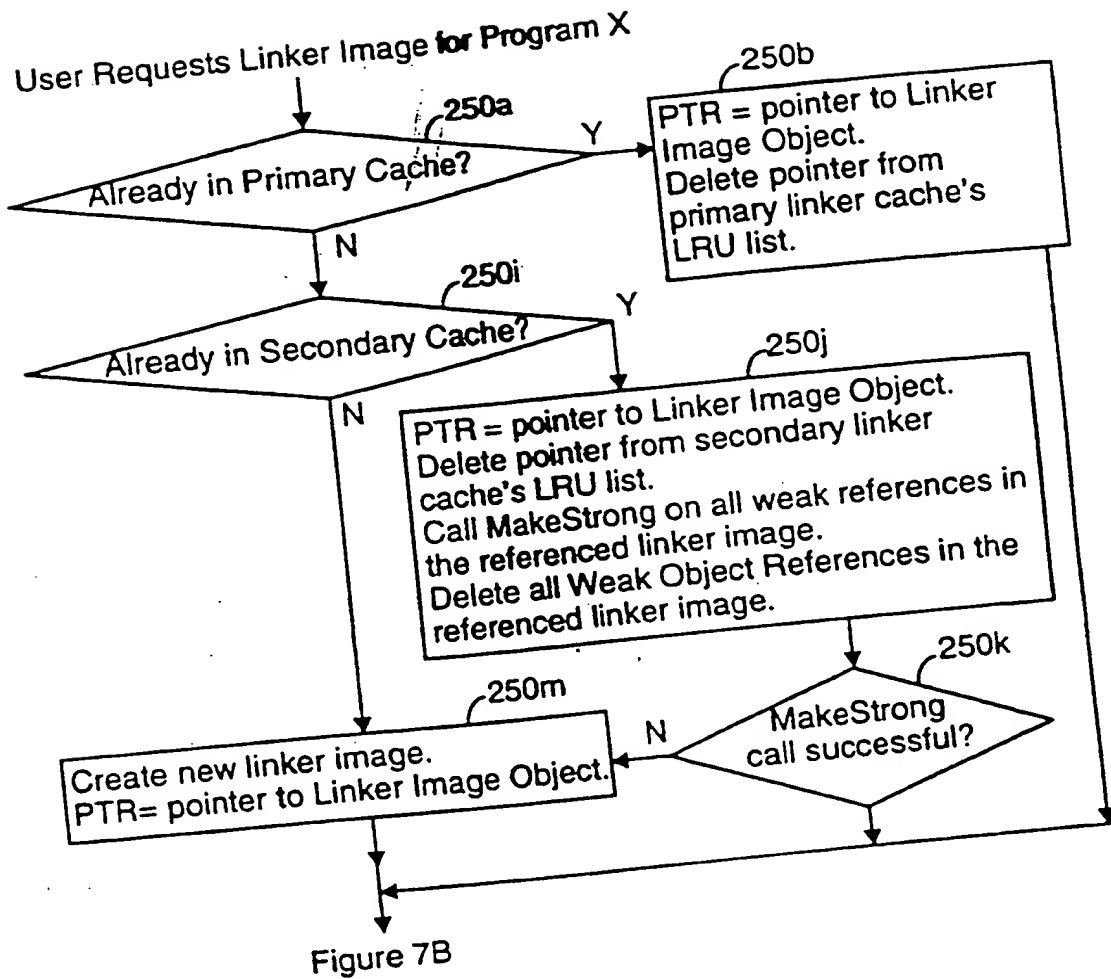 User Requests Linker Image for Program X
250a
Already in Primary Cache?
Y
N
250b
PTR = pointer to Linker
Image Object.
Delete pointer from
primary linker cache's
LRU list.
250i
Already in Secondary Cache?
Y
N
250j
PTR = pointer to Linker Image Object.
Delete pointer from secondary linker
cache's LRU list.
Call MakeStrong on all weak references in
the referenced linker image.
Delete all Weak Object References in the
referenced linker image.
250k
MakeStrong
call successful?
N
250m
Create new linker image.
PTR= pointer to Linker Image Object.
Figure 7B